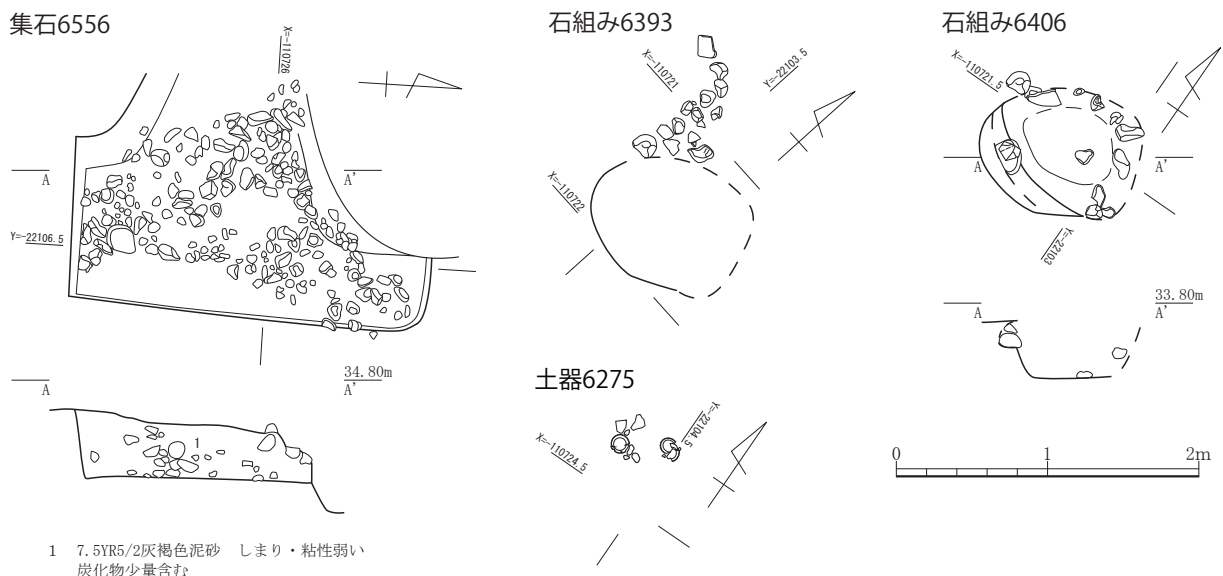 集石6556
X=-110726
A
A'
Y=-22106.5
34.80m
A
A'
1
1 7.5YR5/2灰褐色泥砂 しまり・粘性弱い
炭化物少量含む
石組み6393
X=-110721
Y=-22103.5
X=-110722
土器6275
X=-110724.5
Y=-22104.5
石組み6406
X=-110721.5
A
A'
Y=-22103
33.80m
A
A'
0 1 2m